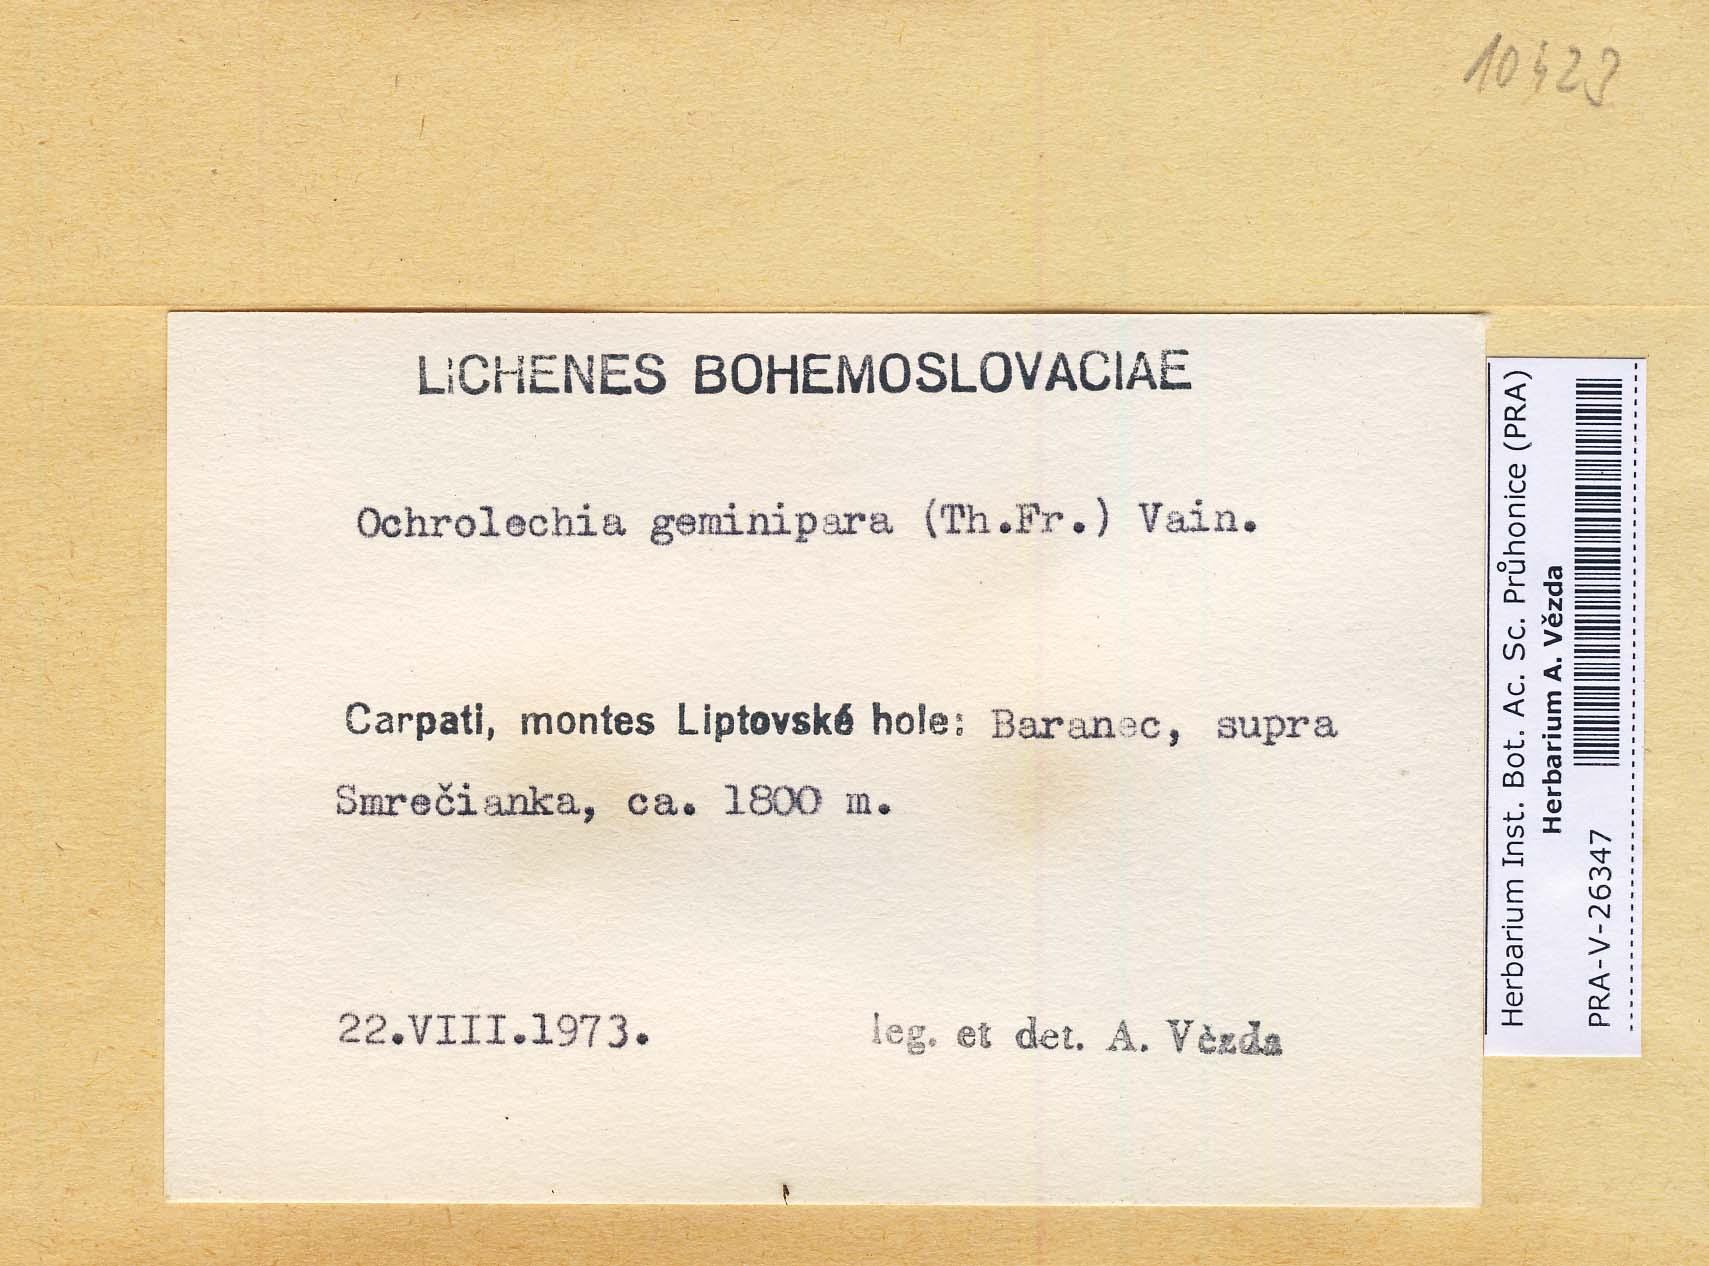 10423
LICHENES BOHEMOSLOVACIAE
Ochrolechia geminipara (Th.Fr.) Vain.
Carpati, montes Liptovské hole: Baranec, supra
Smrečianka, ca. 1800 m.
22.VIII.1973. leg. et det. A. Vězda
Herbarium Inst. Bot. Ac. Sc. Průhonice (PRA)
Herbarium A. Vězda
PRA-V-26347